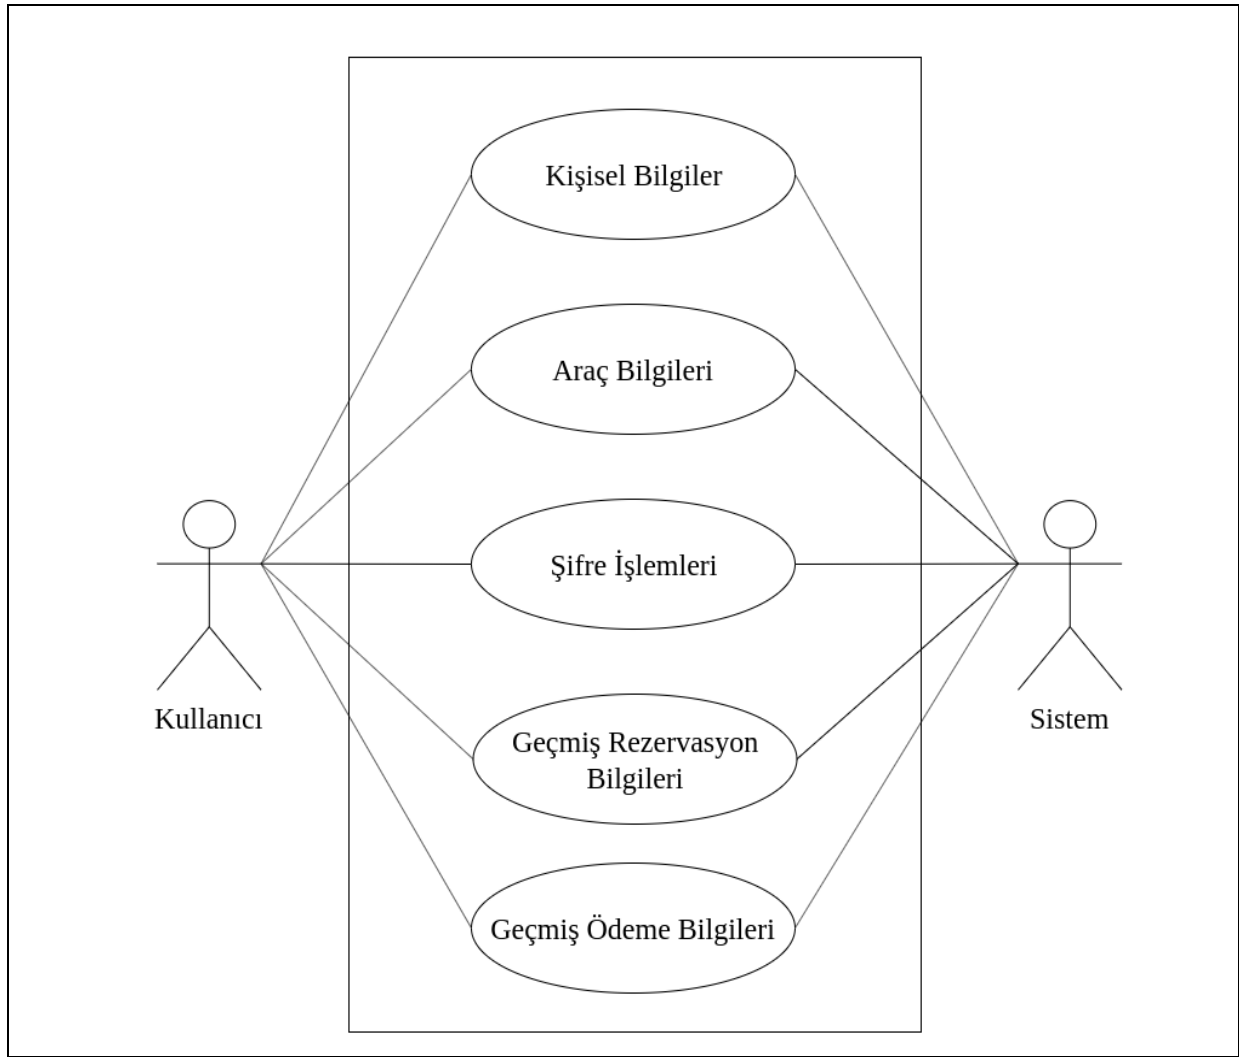 Kişisel Bilgiler
Araç Bilgileri
Şifre İşlemleri
Kullanıcı
Sistem
Geçmiş Rezervasyon
Bilgileri
Geçmiş Ödeme Bilgileri